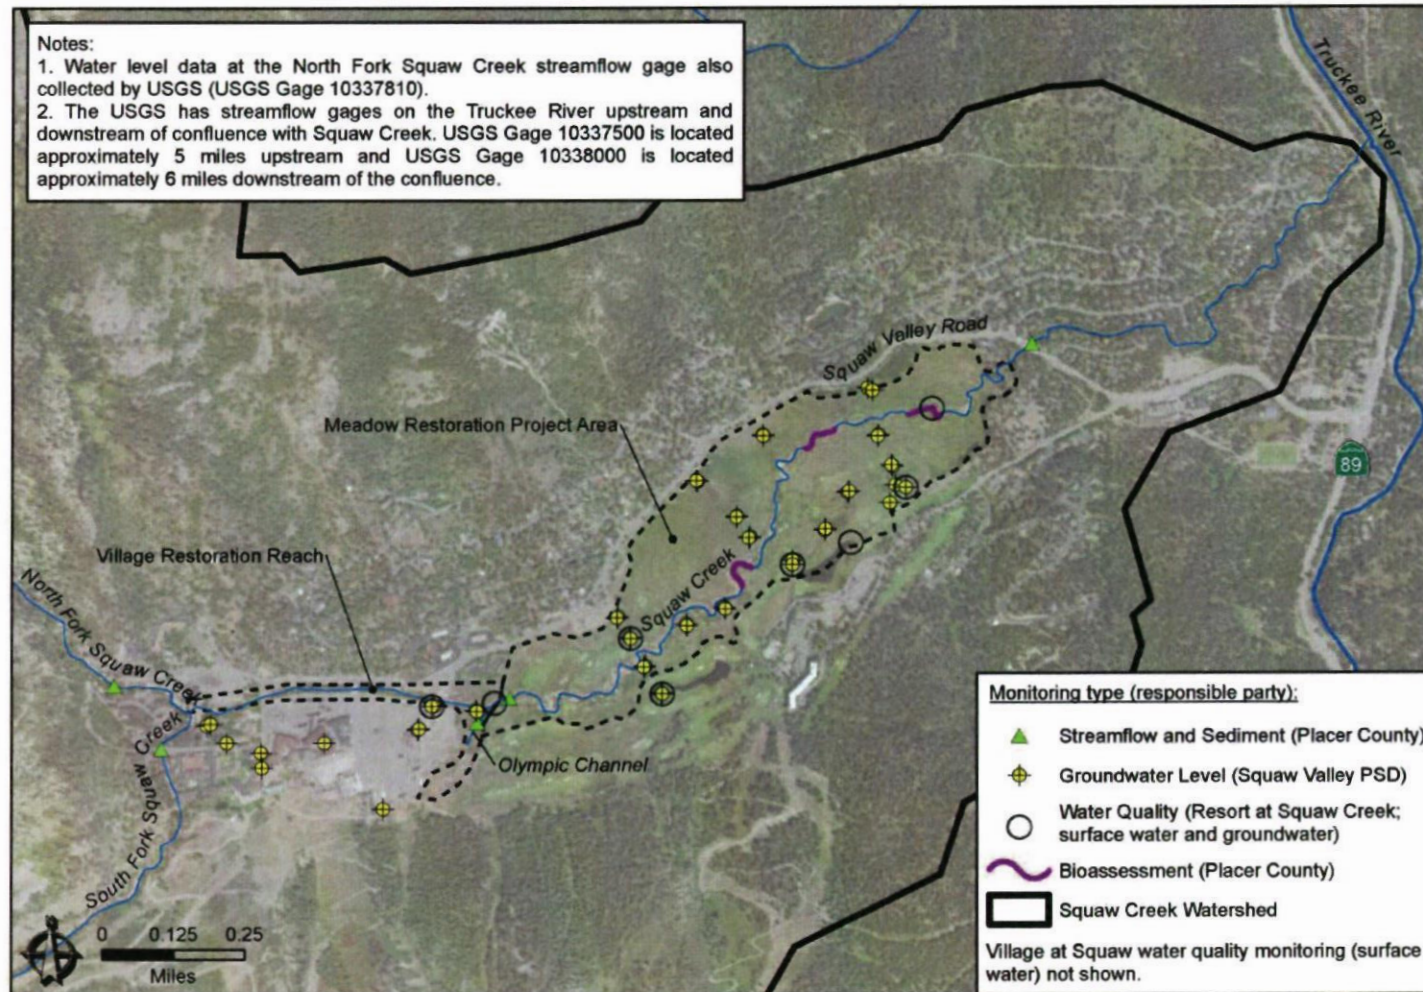 Notes:
1. Water level data at the North Fork Squaw Creek streamflow gage also
collected by USGS (USGS Gage 10337810).
2. The USGS has streamflow gages on the Truckee River upstream and
downstream of confluence with Squaw Creek. USGS Gage 10337500 is located
approximately 5 miles upstream and USGS Gage 10338000 is located
approximately 6 miles downstream of the confluence.
Truckee River
Squaw Valley Road
Meadow Restoration Project Area
89
Village Restoration Reach
Squaw Creek
North Fork Squaw Creek
South Fork Squaw Creek
Olympic Channel
0 0.125 0.25
Miles
Monitoring type (responsible party):
Streamflow and Sediment (Placer County)
Groundwater Level (Squaw Valley PSD)
Water Quality (Resort at Squaw Creek;
surface water and groundwater)
Bioassessment (Placer County)
Squaw Creek Watershed
Village at Squaw water quality monitoring (surface
water) not shown.